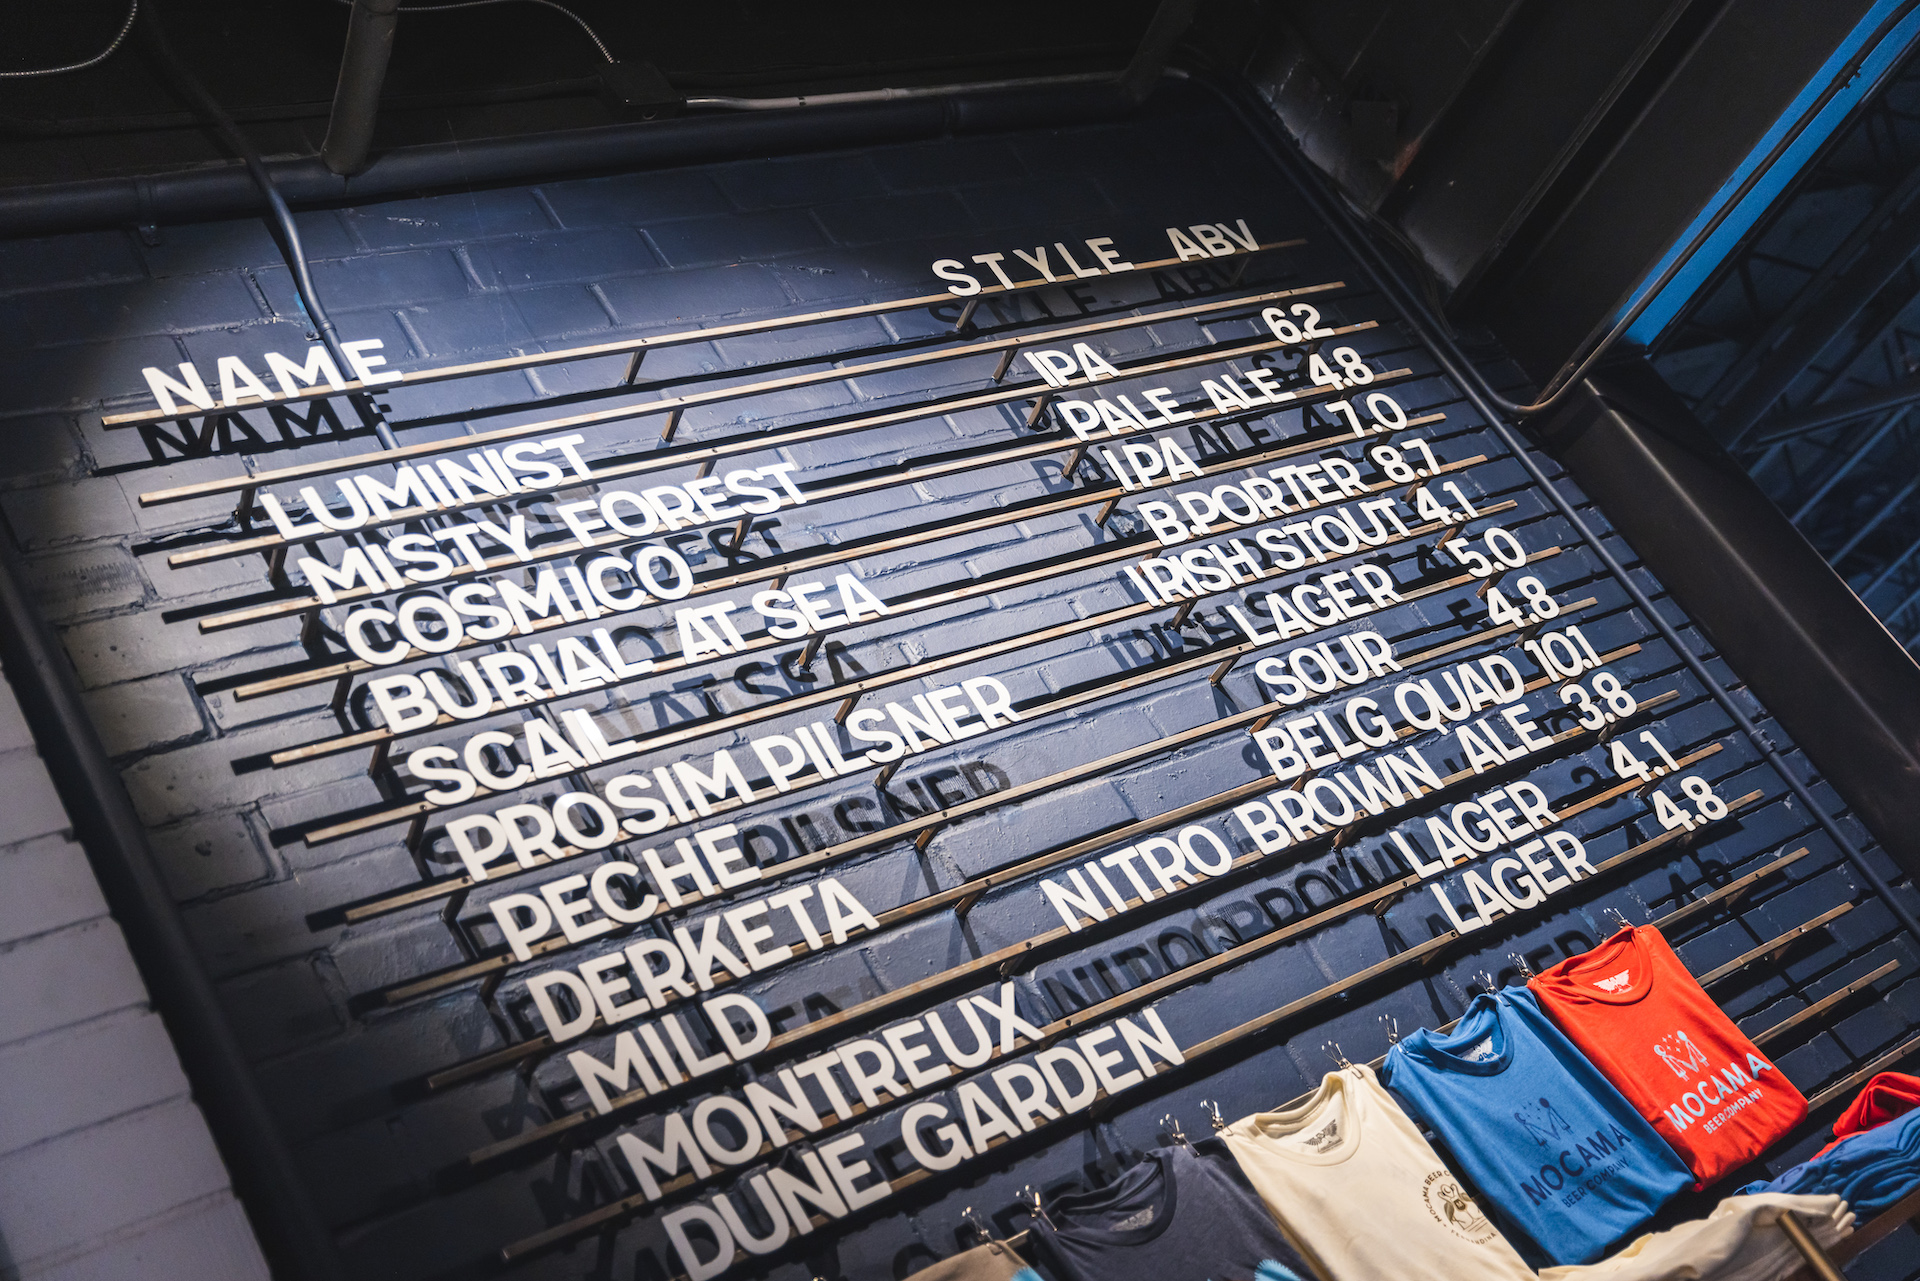 NAME STYLE ABV
LUMINIST IPA 6.2
MISTY FOREST PALE ALE 4.8
COSMICO IPA 7.0
BURIAL AT SEA B.PORTER 8.7
SCAIL IRISH STOUT 4.1
PROSIM PILSNER LAGER 5.0
PECHE SOUR 4.8
DERKETA BELG QUAD 10.1
MILD NITRO BROWN ALE 3.8
MONTREUX LAGER 4.1
DUNE GARDEN LAGER 4.8
MOCAMA
BEER COMPANY
MOCAMA
BEER COMPANY
MOCAMA BEER